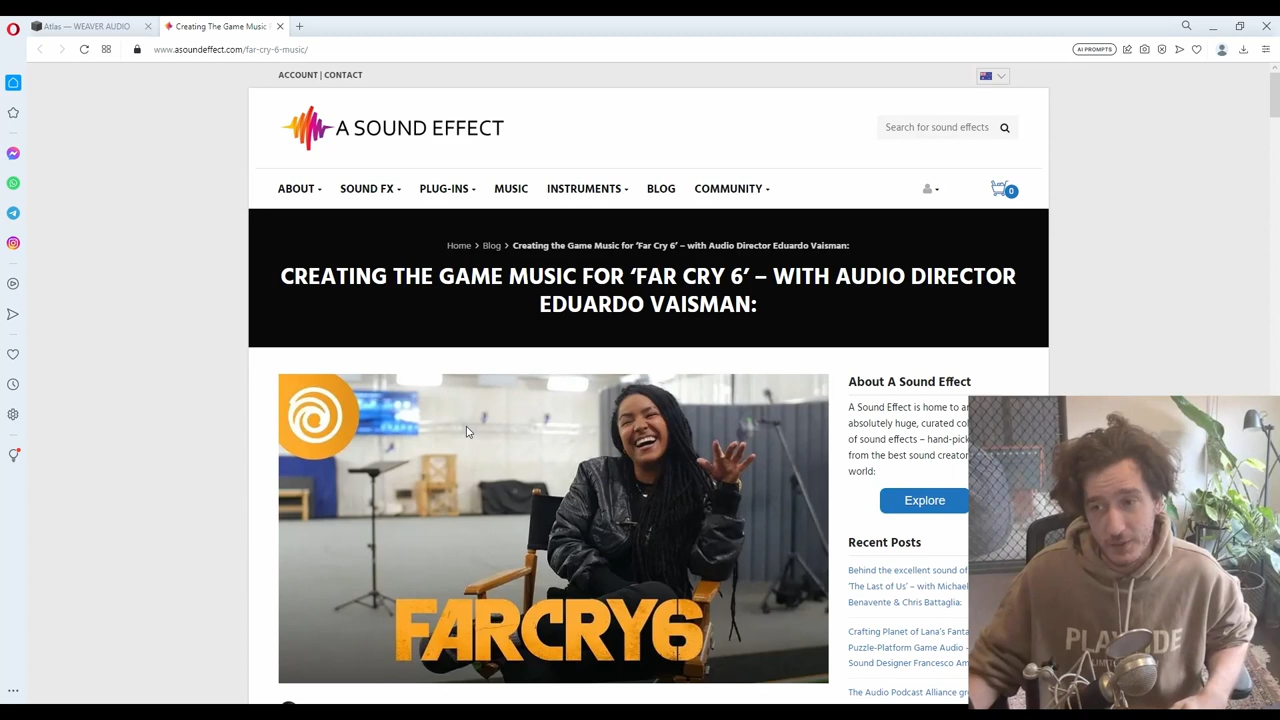 Atlas — WEAVER AUDIO
Creating The Game Music
www.asoundeffect.com/far-cry-6-music/
AI PROMPTS
ACCOUNT | CONTACT
A SOUND EFFECT
Search for sound effects
ABOUT
SOUND FX
PLUG-INS
MUSIC
INSTRUMENTS
BLOG
COMMUNITY
0
Home > Blog > Creating the Game Music for ‘Far Cry 6’ – with Audio Director Eduardo Vaisman:
CREATING THE GAME MUSIC FOR ‘FAR CRY 6’ – WITH AUDIO DIRECTOR
EDUARDO VAISMAN:
FARCRY6
About A Sound Effect
A Sound Effect is home to
absolutely huge, curated
of sound effects – hand-pick
from the best sound creator
world:
Explore
Recent Posts
Behind the excellent sound of
‘The Last of Us’ – with Michael
Benavente & Chris Battaglia:
Crafting Planet of Lana’s Fanta
Puzzle-Platform Game Audio –
Sound Designer Francesco Am
The Audio Podcast Alliance